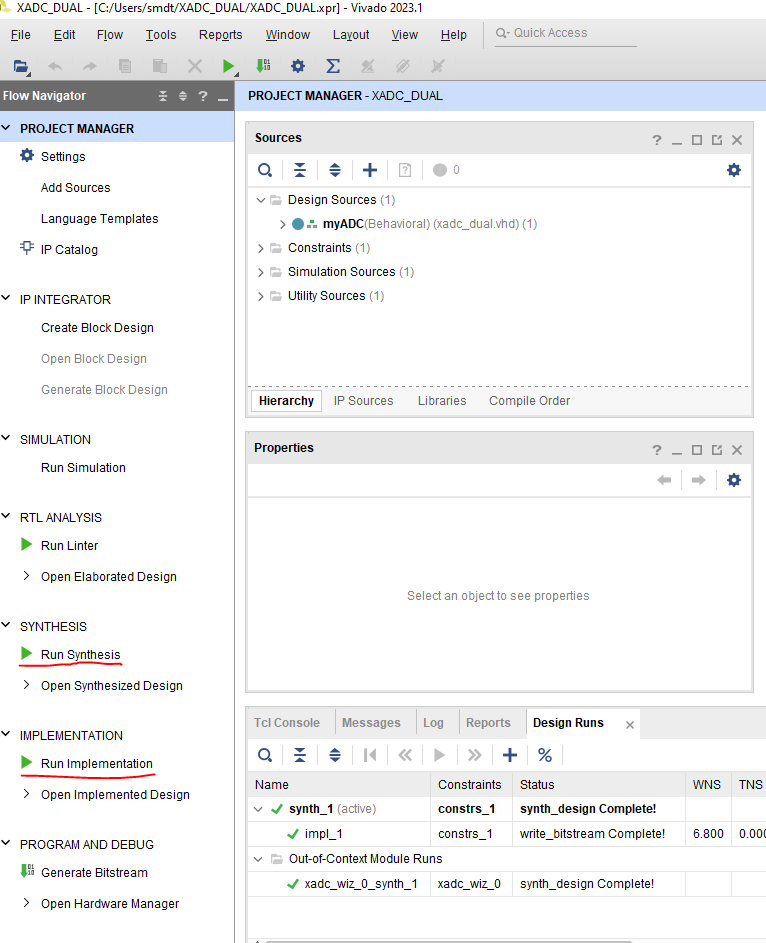 XADC_DUAL - [C:/Users/smdt/XADC_DUAL/XADC_DUAL.xpr] - Vivado 2023.1
File Edit Flow Tools Reports Window Layout View Help Quick Access
Flow Navigator
PROJECT MANAGER
Settings
Add Sources
Language Templates
IP Catalog
IP INTEGRATOR
Create Block Design
Open Block Design
Generate Block Design
SIMULATION
Run Simulation
RTL ANALYSIS
Run Linter
Open Elaborated Design
SYNTHESIS
Run Synthesis
Open Synthesized Design
IMPLEMENTATION
Run Implementation
Open Implemented Design
PROGRAM AND DEBUG
Generate Bitstream
Open Hardware Manager
PROJECT MANAGER - XADC_DUAL
Sources
0
Design Sources (1)
myADC(Behavioral) (xadc_dual.vhd) (1)
Constraints (1)
Simulation Sources (1)
Utility Sources (1)
Hierarchy IP Sources Libraries Compile Order
Properties
Select an object to see properties
Tcl Console Messages Log Reports Design Runs
Name Constraints Status WNS TNS
synth_1 (active) constrs_1 synth_design Complete!
impl_1 constrs_1 write_bitstream Complete! 6.800 0.000
Out-of-Context Module Runs
xadc_wiz_0_synth_1 xadc_wiz_0 synth_design Complete!